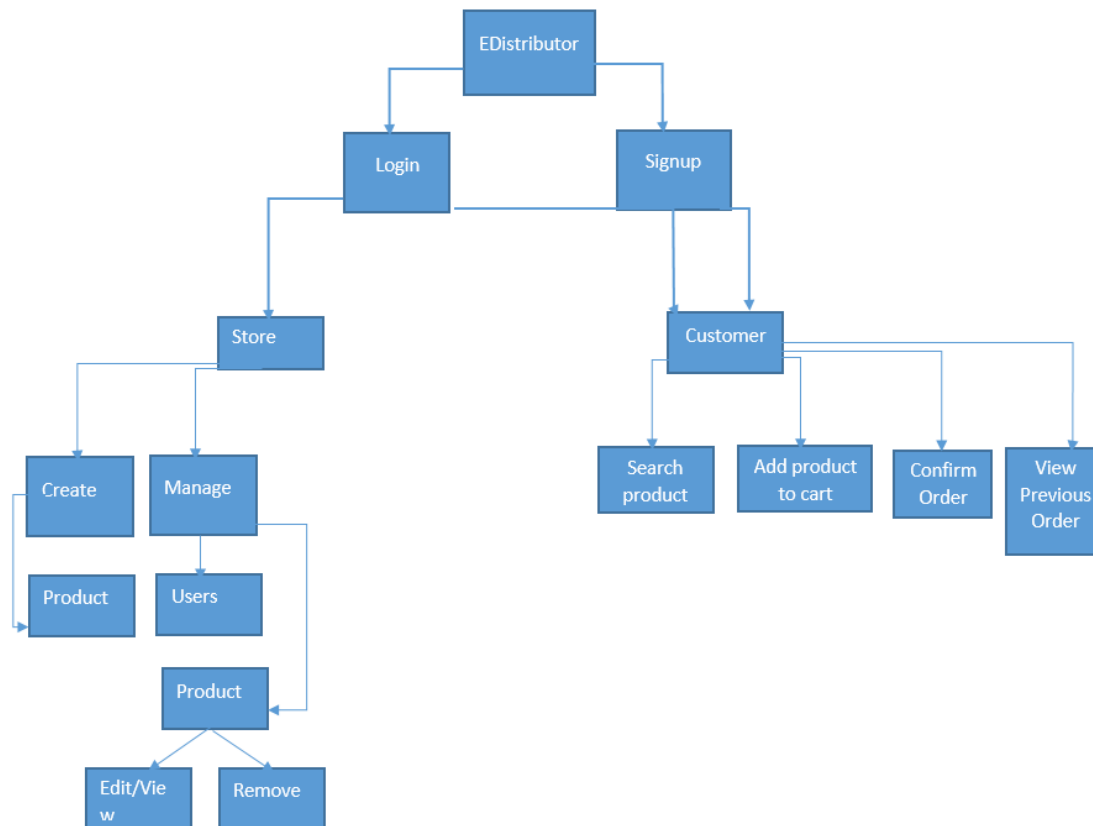 EDistributor
Login
Signup
Store
Customer
Create
Manage
Search
product
Add product
to cart
Confirm
Order
View
Previous
Order
Product
Users
Product
Edit/Vie
w
Remove